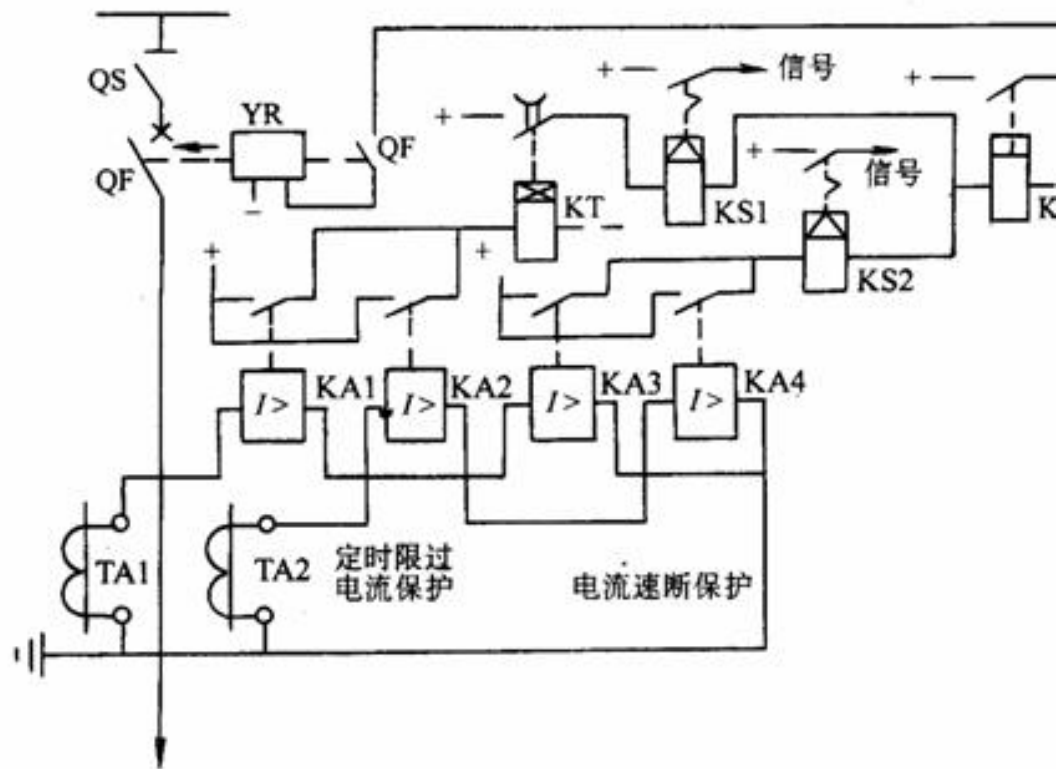 信号
QS
YR
+
+
+
QF
+
信号
QF
-
KT
KS1
K
+
+
KS2
I>
KA1
I>
KA2
I>
KA3
I>
KA4
TA1
TA2
定时限过
电流保护
电流速断保护